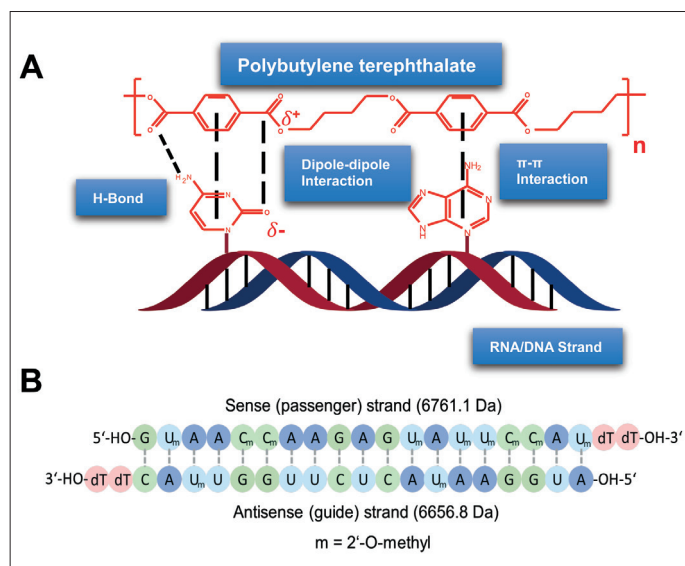 A
Polybutylene terephthalate
O O O O O O O O
δ+
n
Dipole-dipole
Interaction
π-π
Interaction
H-Bond
H₂N
N
N
O
δ-
NH₂
N
N
N
H
N
N
RNA/DNA Strand
B
Sense (passenger) strand (6761.1 Da)
5‘-HO- G Um A A Cm Cm A A G A G Um A Um Um Cm Cm A Um dT dT -OH-3‘
3‘-HO- dT dT C A Um U G G U U C U C A Um A A G G U A -OH-5‘
Antisense (guide) strand (6656.8 Da)
m = 2‘-O-methyl